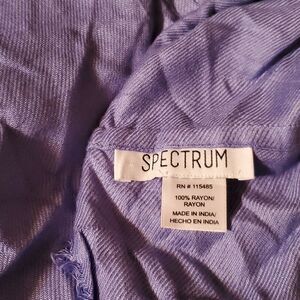 SPECTRUM
RN # 115485
100% RAYON/
RAYON
MADE IN INDIA/
HECHO EN INDIA